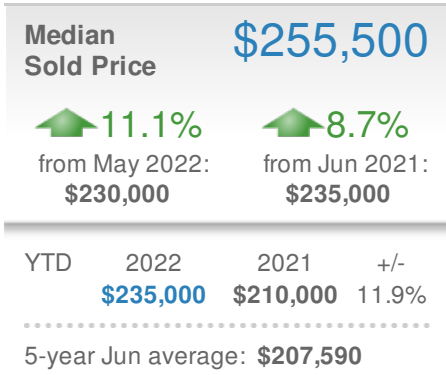 Median $255,500
Sold Price
11.1% 8.7%
from May 2022: from Jun 2021:
$230,000 $235,000
YTD 2022 2021 +/-
$235,000 $210,000 11.9%
5-year Jun average: $207,590